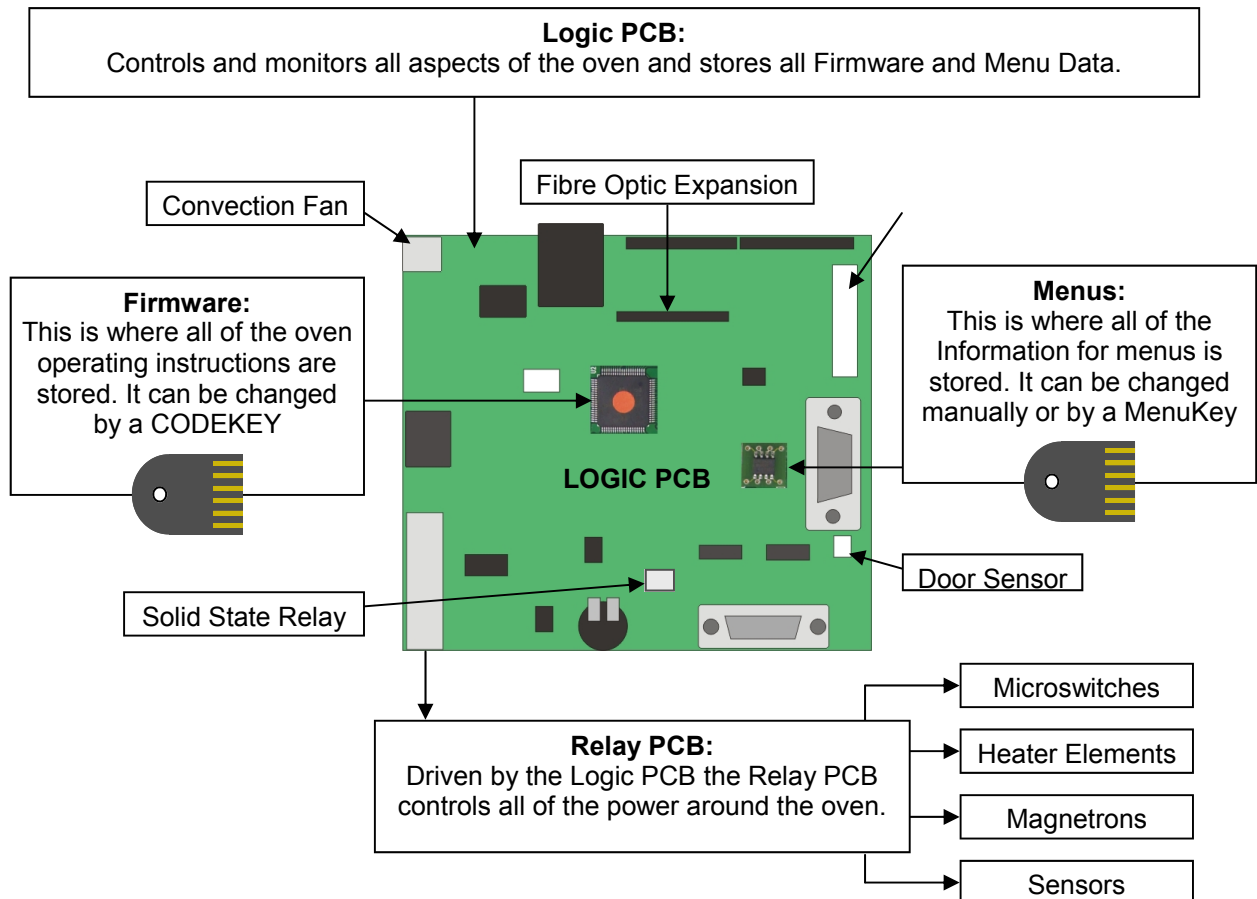 Logic PCB:
Controls and monitors all aspects of the oven and stores all Firmware and Menu Data.
Fibre Optic Expansion
Convection Fan
Firmware:
This is where all of the oven
operating instructions are
stored. It can be changed
by a CODEKEY
Menus:
This is where all of the
Information for menus is
stored. It can be changed
manually or by a MenuKey
LOGIC PCB
Door Sensor
Solid State Relay
Relay PCB:
Driven by the Logic PCB the Relay PCB
controls all of the power around the oven.
Microswitches
Heater Elements
Magnetrons
Sensors